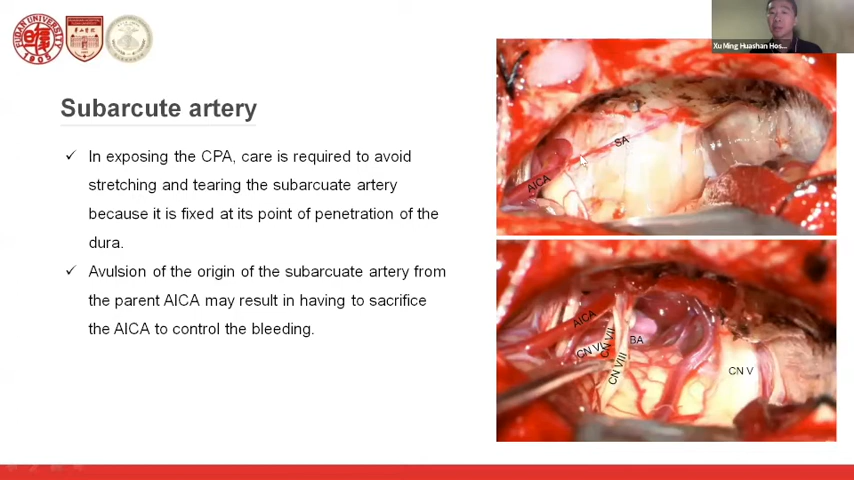 FUDAN UNIVERSITY
1905
Xu Ming Huashan Hos...
Subarcute artery
✓ In exposing the CPA, care is required to avoid
stretching and tearing the subarcuate artery
because it is fixed at its point of penetration of the
dura.
✓ Avulsion of the origin of the subarcuate artery from
the parent AICA may result in having to sacrifice
the AICA to control the bleeding.
SA
AICA
AICA
CN VI
CN VII
CN VIII
BA
CN V